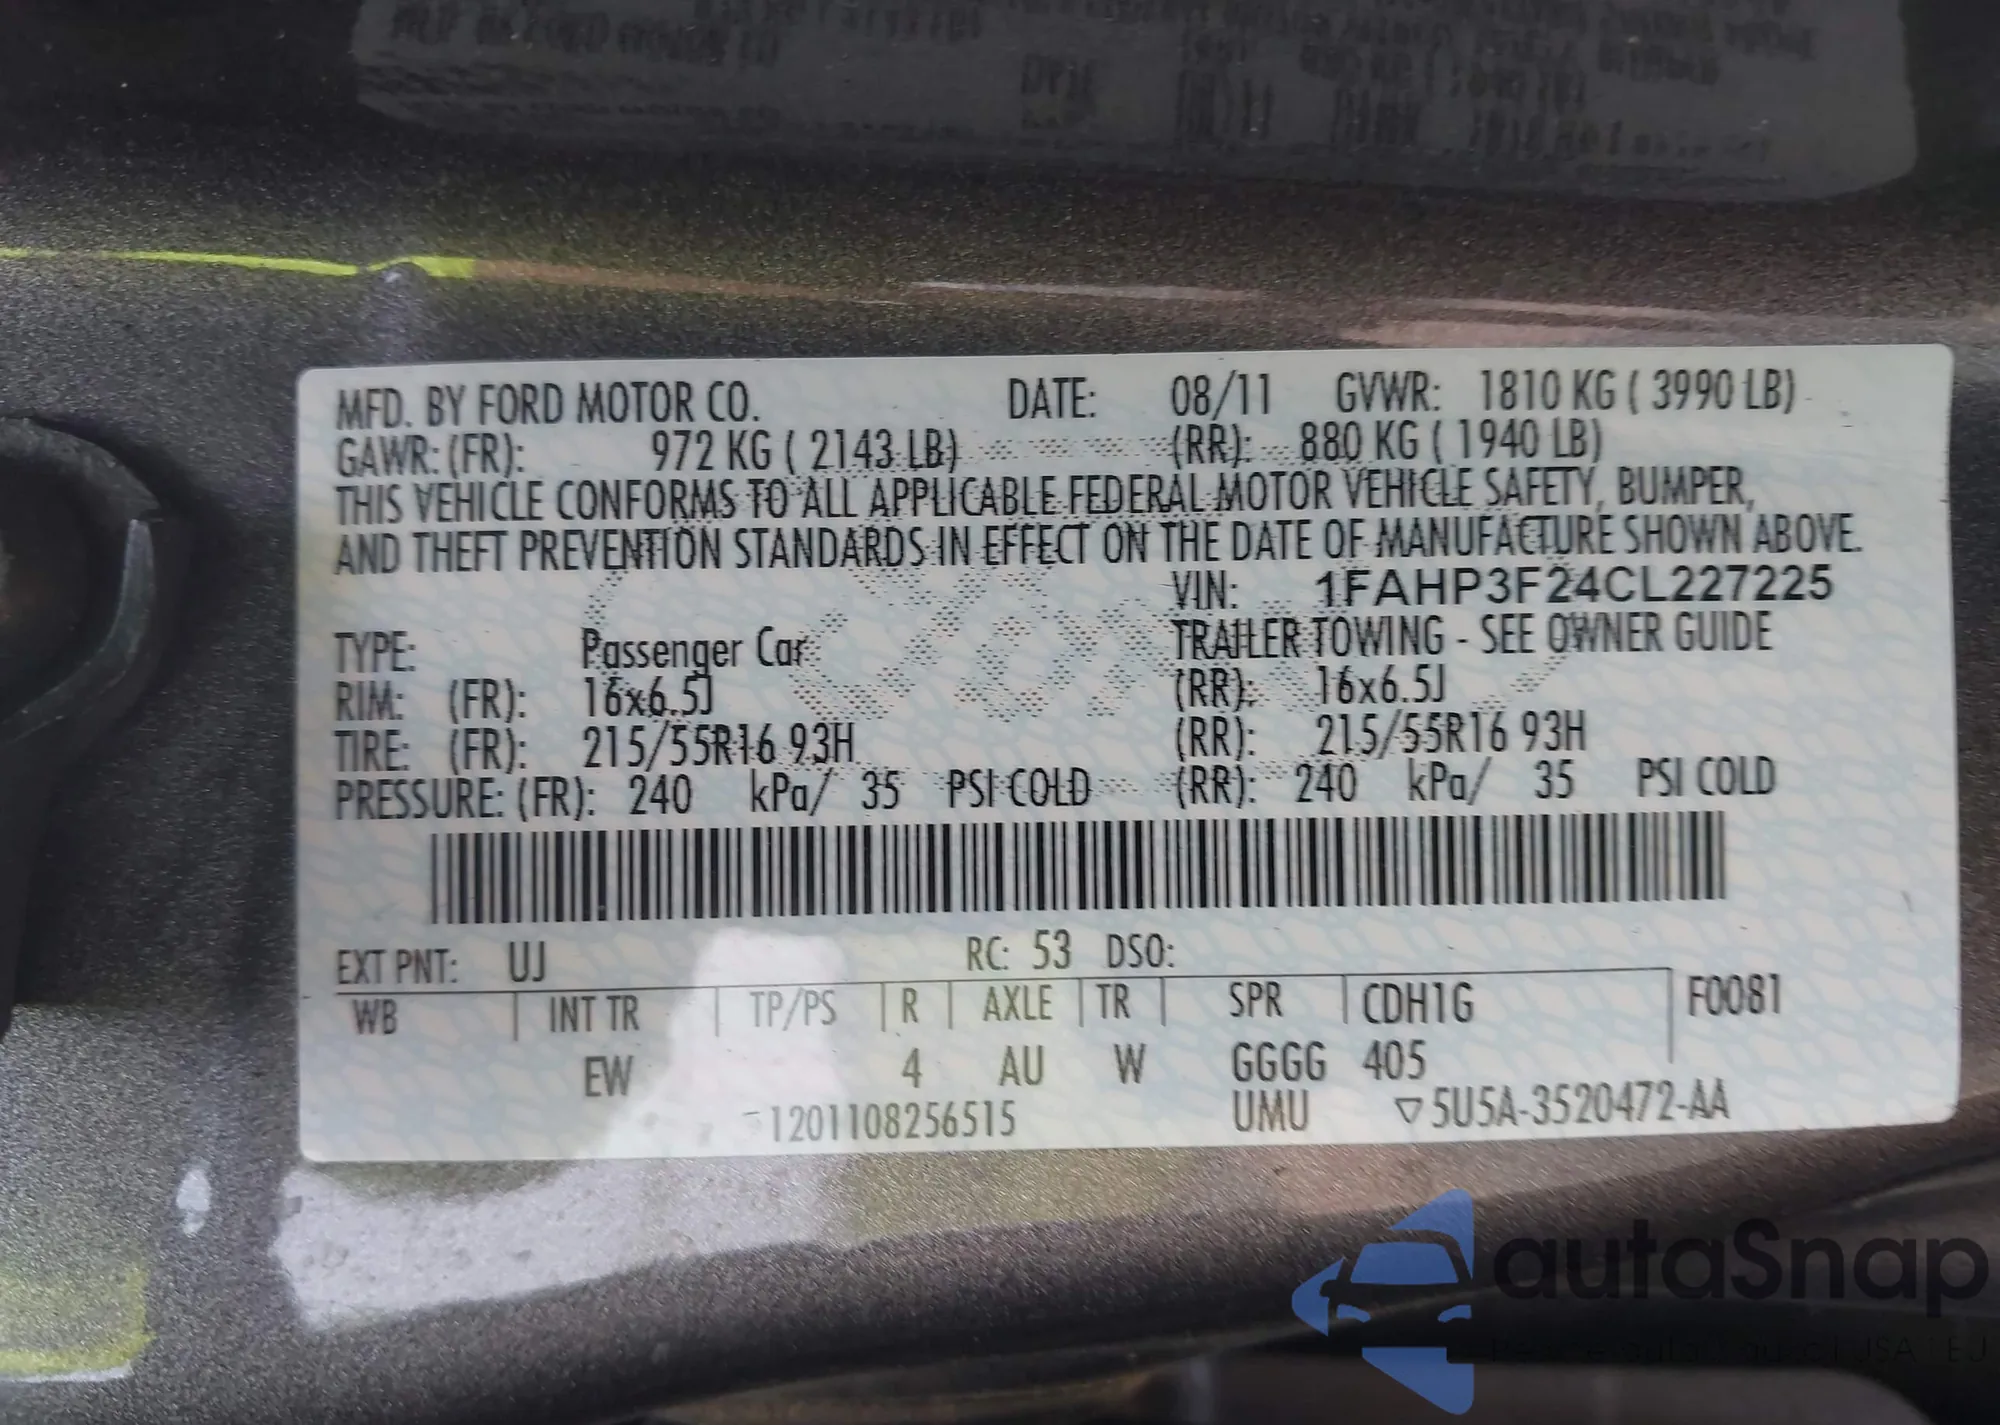 MFD. BY FORD MOTOR CO. DATE: 08/11 GVWR: 1810 KG ( 3990 LB)
GAWR: (FR): 972 KG ( 2143 LB) (RR): 880 KG ( 1940 LB)
THIS VEHICLE CONFORMS TO ALL APPLICABLE FEDERAL MOTOR VEHICLE SAFETY, BUMPER,
AND THEFT PREVENTION STANDARDS IN EFFECT ON THE DATE OF MANUFACTURE SHOWN ABOVE.
VIN: 1FAHP3F24CL227225
TYPE: Passenger Car TRAILER TOWING - SEE OWNER GUIDE
RIM: (FR): 16x6.5J (RR): 16x6.5J
TIRE: (FR): 215/55R16 93H (RR): 215/55R16 93H
PRESSURE: (FR): 240 kPa/ 35 PSI COLD (RR): 240 kPa/ 35 PSI COLD
EXT PNT: UJ RC: 53 DSO:
WB INT TR TP/PS R AXLE TR SPR CDH1G F0081
EW 4 AU W GGGG 405
1201108256515 UMU ▽5U5A-3520472-AA
autaSnap